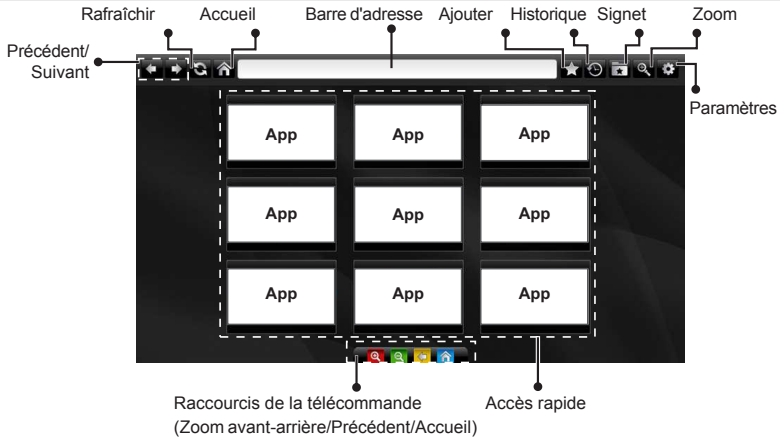 Rafraîchir Accueil Barre d'adresse Ajouter Historique Signet Zoom
Précédent/
Suivant
Paramètres
App App App
App App App
App App App
Raccourcis de la télécommande
(Zoom avant-arrière/Précédent/Accueil)
Accès rapide